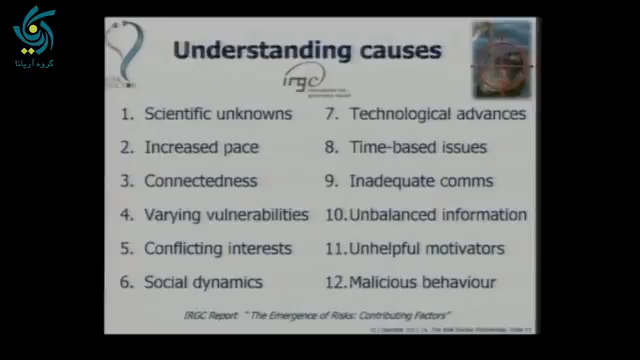 گروه آریانا
Understanding causes
irgc
1. Scientific unknowns
2. Increased pace
3. Connectedness
4. Varying vulnerabilities
5. Conflicting interests
6. Social dynamics
7. Technological advances
8. Time-based issues
9. Inadequate comms
10. Unbalanced information
11. Unhelpful motivators
12. Malicious behaviour
IRGC Report "The Emergence of Risks: Contributing Factors"